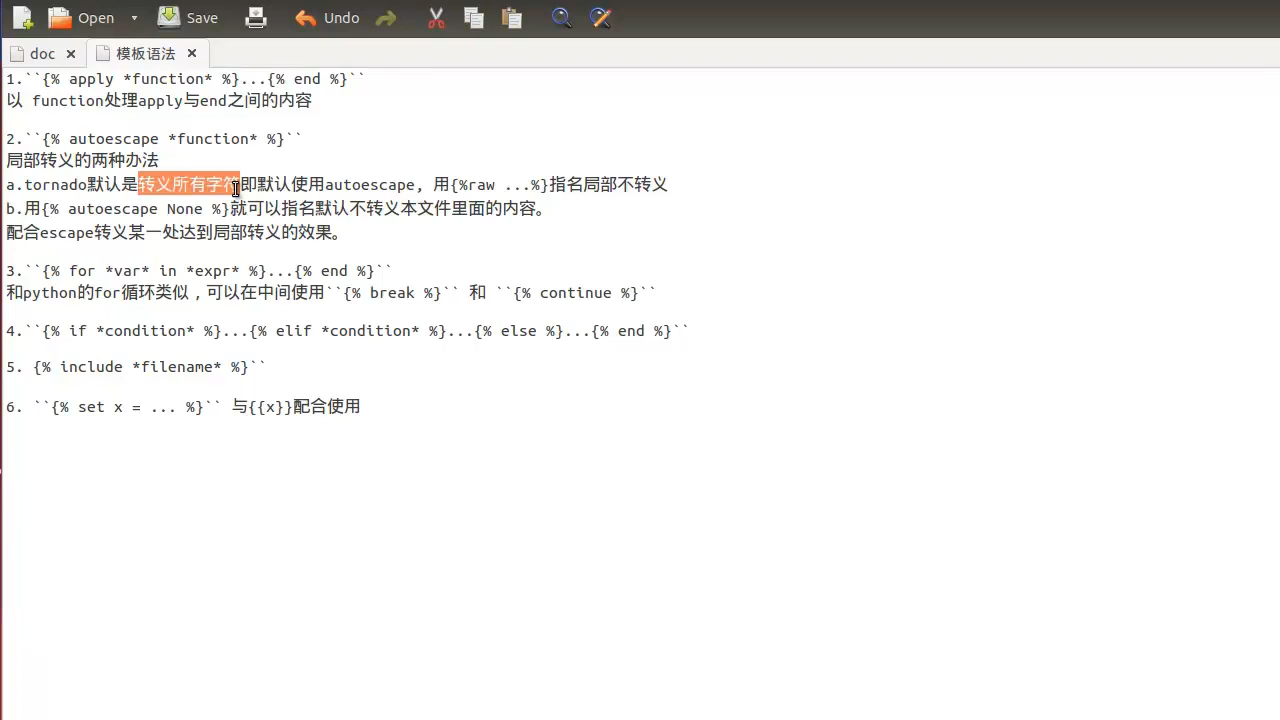 Open Save Undo
doc 模板语法
1.``{% apply *function* %}...{% end %}``
以 function处理apply与end之间的内容
2.``{% autoescape *function* %}``
局部转义的两种办法
a.tornado默认是转义所有字符即默认使用autoescape, 用{%raw ...%}指名局部不转义
b.用{% autoescape None %}就可以指名默认不转义本文件里面的内容。
配合escape转义某一处达到局部转义的效果。
3.``{% for *var* in *expr* %}...{% end %}``
和python的for循环类似，可以在中间使用``{% break %}`` 和 ``{% continue %}``
4.``{% if *condition* %}...{% elif *condition* %}...{% else %}...{% end %}``
5. {% include *filename* %}``
6. ``{% set x = ... %}`` 与{{x}}配合使用